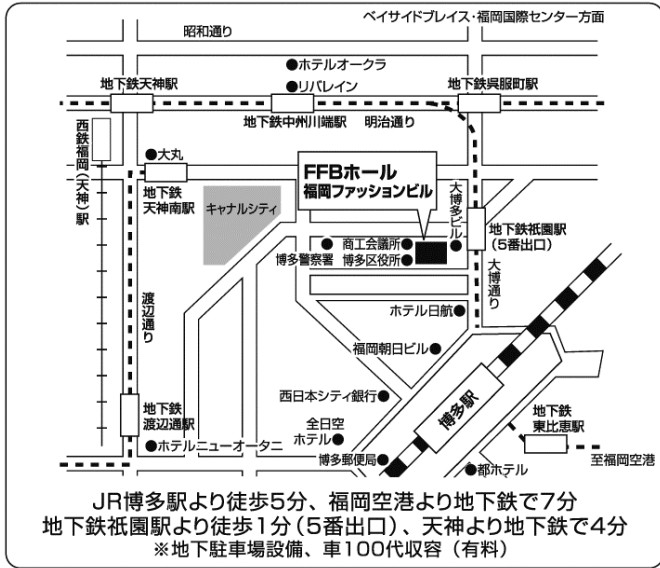 ベイサイドプレイス・福岡国際センター方面
昭和通り
●ホテルオークラ
●リバレイン
地下鉄天神駅
地下鉄呉服町駅
地下鉄中州川端駅
明治通り
西鉄福岡(天神)駅
●大丸
地下鉄
天神南駅
キャナルシティ
FFBホール
福岡ファッションビル
大博多ビル
地下鉄祇園駅
(5番出口)
商工会議所●
博多警察署
博多区役所●
大博通り
渡辺通り
ホテル日航●
福岡朝日ビル●
西日本シティ銀行●
博多駅
地下鉄
渡辺通駅
全日空
ホテル●
地下鉄
東比恵駅
●ホテルニューオータニ
博多郵便局●
●都ホテル
至福岡空港
JR博多駅より徒歩5分、福岡空港より地下鉄で7分
地下鉄祇園駅より徒歩1分(5番出口)、天神より地下鉄で4分
※地下駐車場設備、車100代収容(有料)